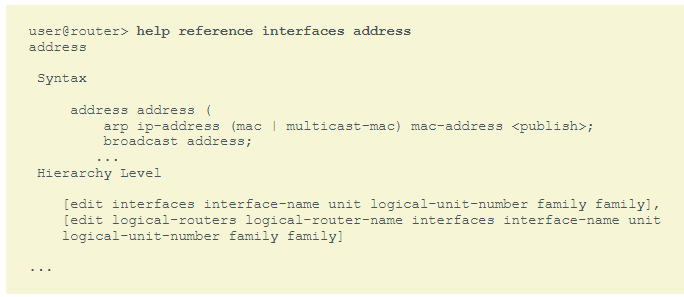 user@router> help reference interfaces address
address
Syntax
address address (
arp ip-address (mac | multicast-mac) mac-address <publish>;
broadcast address;
...
Hierarchy Level
[edit interfaces interface-name unit logical-unit-number family family],
[edit logical-routers logical-router-name interfaces interface-name unit
logical-unit-number family family]
...